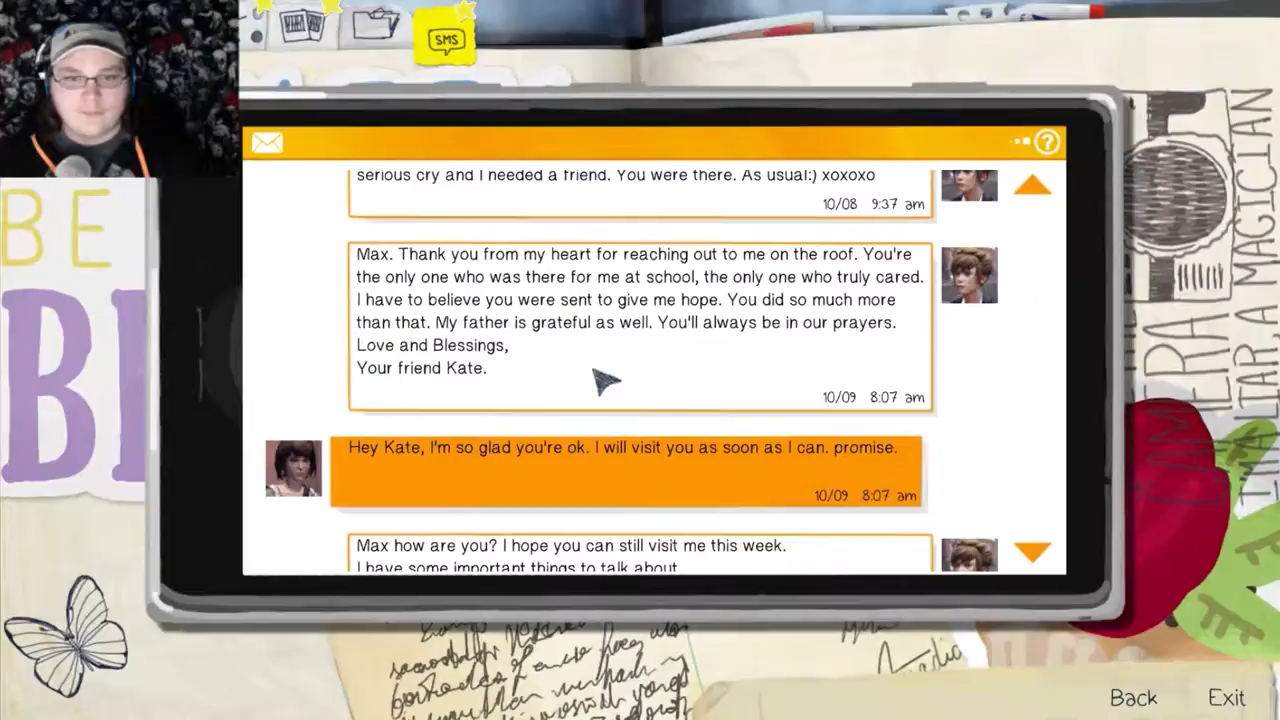 SMS
serious cry and I needed a friend. You were there. As usual:) xoxoxo
10/08 9:37 am
Max. Thank you from my heart for reaching out to me on the roof. You're
the only one who was there for me at school, the only one who truly cared.
I have to believe you were sent to give me hope. You did so much more
than that. My father is grateful as well. You'll always be in our prayers.
Love and Blessings,
Your friend Kate.
10/09 8:07 am
Hey Kate, I'm so glad you're ok. I will visit you as soon as I can. promise.
10/09 8:07 am
Max how are you? I hope you can still visit me this week.
I have some important things to talk about
BE
?
MAGICIAN
Back
Exit